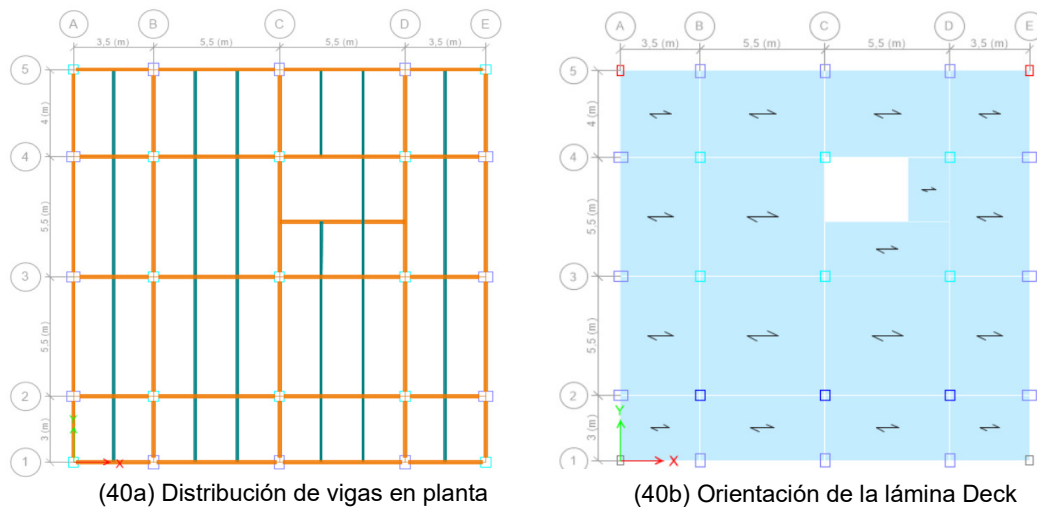 A B C D E
3,5 (m) 5,5 (m) 5,5 (m) 3,5 (m)
5
4 (m)
4
5,5 (m)
3
5,5 (m)
2
3 (m)
1
Y
X
(40a) Distribución de vigas en planta
A B C D E
3,5 (m) 5,5 (m) 5,5 (m) 3,5 (m)
5
4 (m)
4
5,5 (m)
3
5,5 (m)
2
3 (m)
1
Y
X
(40b) Orientación de la lámina Deck